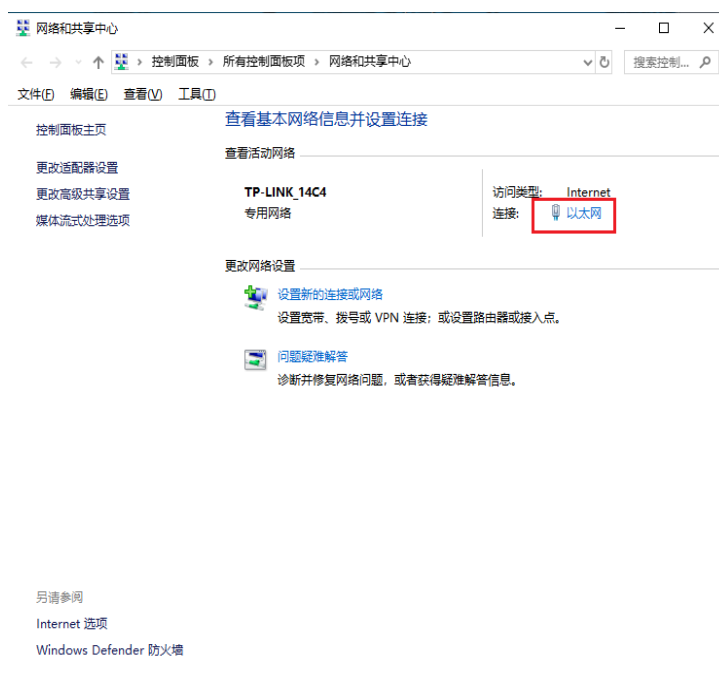 网络和共享中心
控制面板 › 所有控制面板项 › 网络和共享中心
搜索控制...
文件(F) 编辑(E) 查看(V) 工具(T)
控制面板主页
更改适配器设置
更改高级共享设置
媒体流式处理选项
查看基本网络信息并设置连接
查看活动网络
TP-LINK_14C4
专用网络
访问类型: Internet
连接: 以太网
更改网络设置
设置新的连接或网络
设置宽带、拨号或 VPN 连接；或设置路由器或接入点。
问题疑难解答
诊断并修复网络问题，或者获得疑难解答信息。
另请参阅
Internet 选项
Windows Defender 防火墙